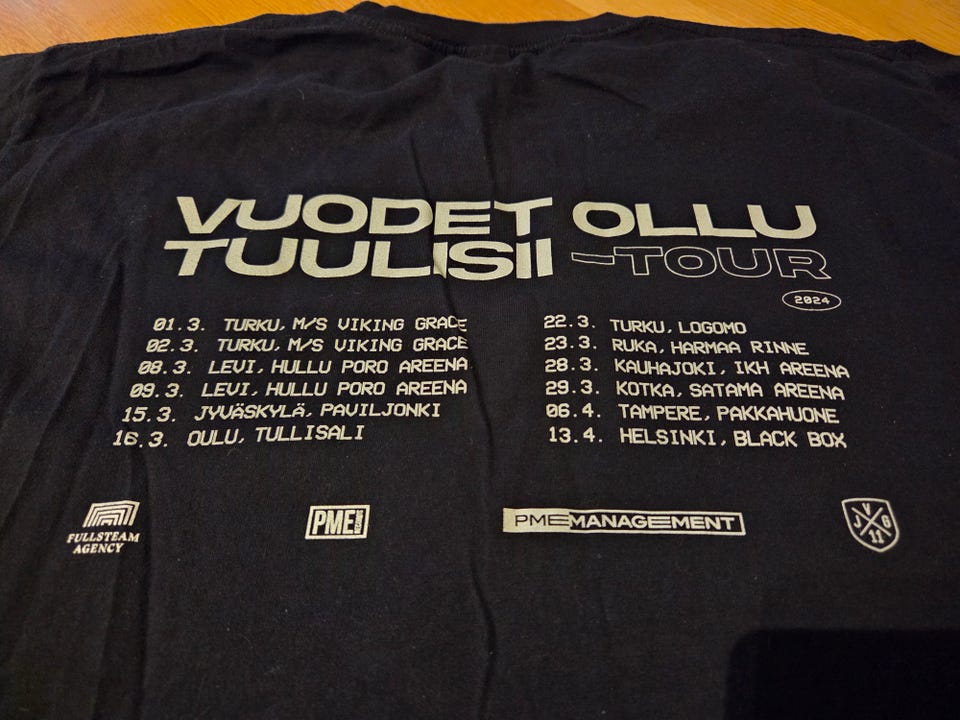 VUODET OLLU
TUULISII –TOUR
2024
01.3. TURKU, M/S VIKING GRACE
02.3. TURKU, M/S VIKING GRACE
08.3. LEVI, HULLU PORO AREENA
09.3. LEVI, HULLU PORO AREENA
15.3. JYVÄSKYLÄ, PAVILJONKI
16.3. OULU, TULLISALI
22.3. TURKU, LOGOMO
23.3. RUKA, HARMAA RINNE
28.3. KAUHAJOKI, IKH AREENA
29.3. KOTKA, SATAMA AREENA
06.4. TAMPERE, PAKKAHUONE
13.4. HELSINKI, BLACK BOX
FULLSTEAM
AGENCY
PME RECORDS
PMEMANAGEMENT
V
J G
11